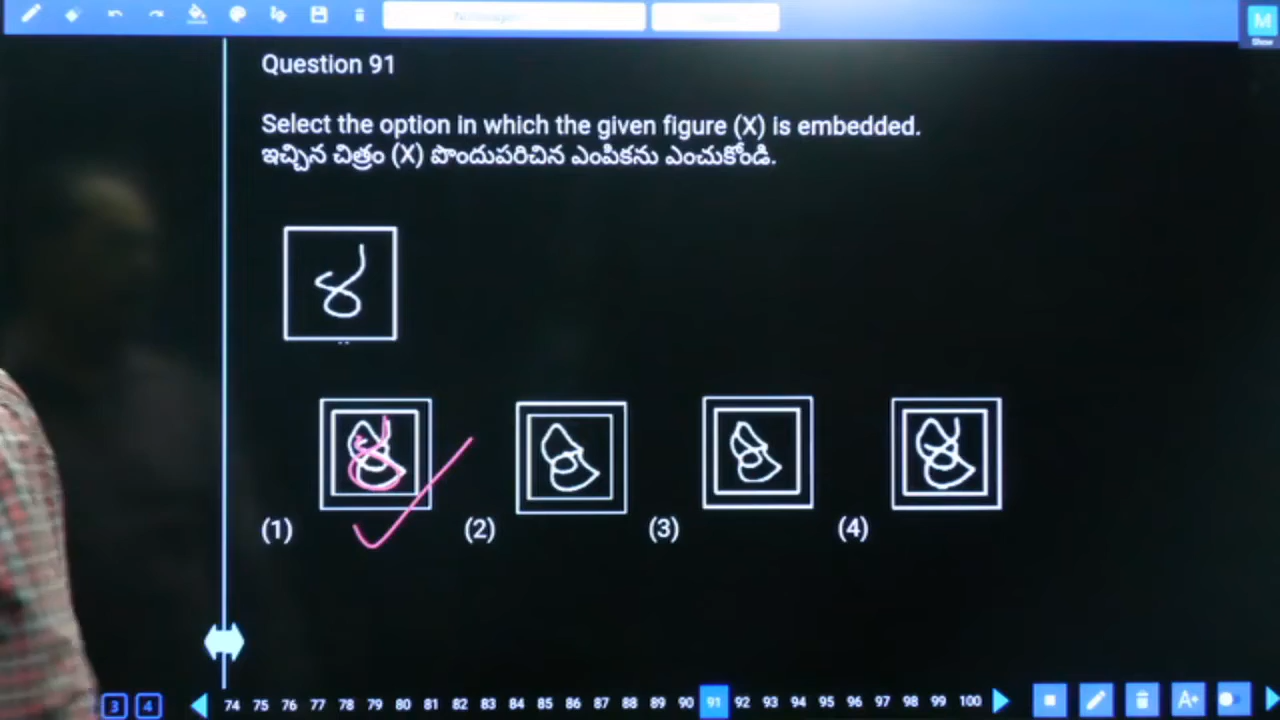 M
Show
Question 91
Select the option in which the given figure (X) is embedded.
ఇచ్చిన చిత్రం (X) పొందుపరిచిన ఎంపికను ఎంచుకోండి.
(1) (2) (3) (4)
3 4 74 75 76 77 78 79 80 81 82 83 84 85 86 87 88 89 90 91 92 93 94 95 96 97 98 99 100 A+